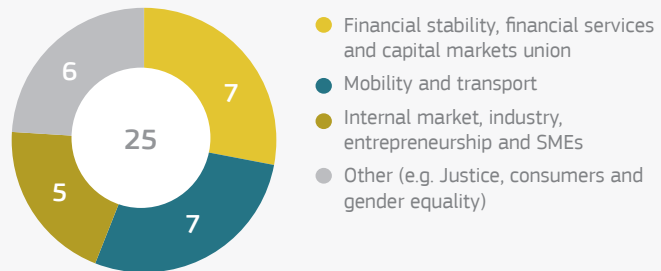 7
7
5
6
25
Financial stability, financial services
and capital markets union
Mobility and transport
Internal market, industry,
entrepreneurship and SMEs
Other (e.g. Justice, consumers and
gender equality)